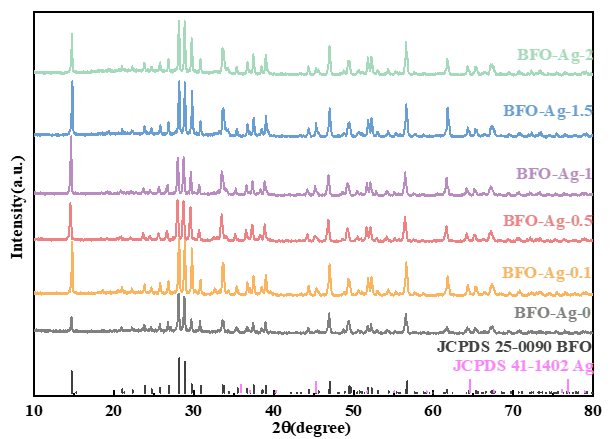 BFO-Ag-2
BFO-Ag-1.5
BFO-Ag-1
BFO-Ag-0.5
BFO-Ag-0.1
BFO-Ag-0
JCPDS 25-0090 BFO
JCPDS 41-1402 Ag
Intensity(a.u.)
10 20 30 40 50 60 70 80
2θ(degree)